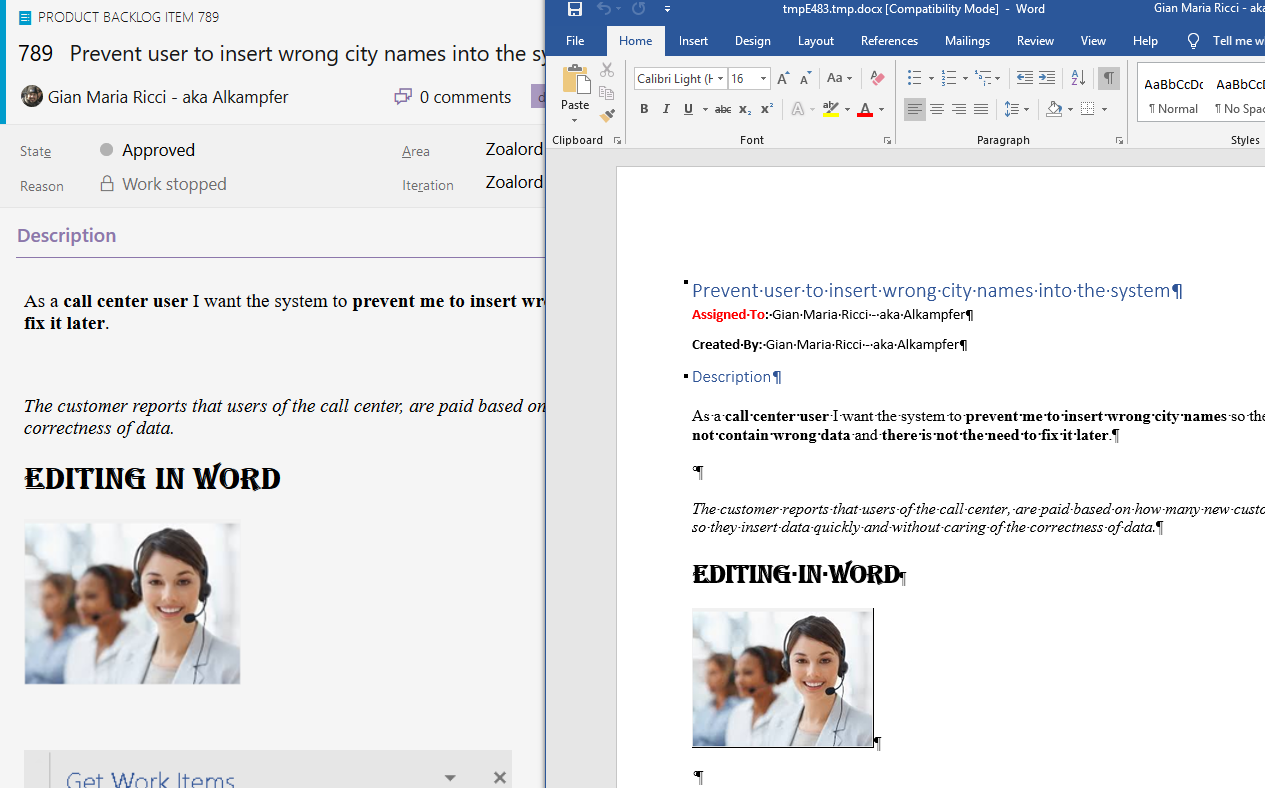 PRODUCT BACKLOG ITEM 789
789 Prevent user to insert wrong city names into the sy
Gian Maria Ricci - aka Alkampfer
0 comments
State
Approved
Area
Zoalord
Reason
Work stopped
Iteration
Zoalord
Description
As a call center user I want the system to prevent me to insert wro
fix it later.
The customer reports that users of the call center, are paid based on
correctness of data.
EDITING IN WORD
Get Work Items
tmpE483.tmp.docx [Compatibility Mode] - Word
Gian Maria Ricci - aka
File Home Insert Design Layout References Mailings Review View Help Tell me w
Paste
Calibri Light (H 16
Aa
B I U abc x₂ x²
AaBbCcDc AaBbCcDc
¶ Normal ¶ No Spac
Clipboard Font Paragraph Styles
Prevent·user·to·insert·wrong·city·names·into·the·system¶
Assigned·To:·Gian·Maria·Ricci·-·aka·Alkampfer¶
Created·By:·Gian·Maria·Ricci·-·aka·Alkampfer¶
Description¶
As·a·call·center·user·I·want·the·system·to·prevent·me·to·insert·wrong·city·names·so·the
not·contain·wrong·data·and·there·is·not·the·need·to·fix·it·later.¶
°¶
The·customer·reports·that·users·of·the·call·center,·are·paid·based·on·how·many·new·custo
so·they·insert·data·quickly·and·without·caring·of·the·correctness·of·data.¶
EDITING·IN·WORD¶
¶
¶